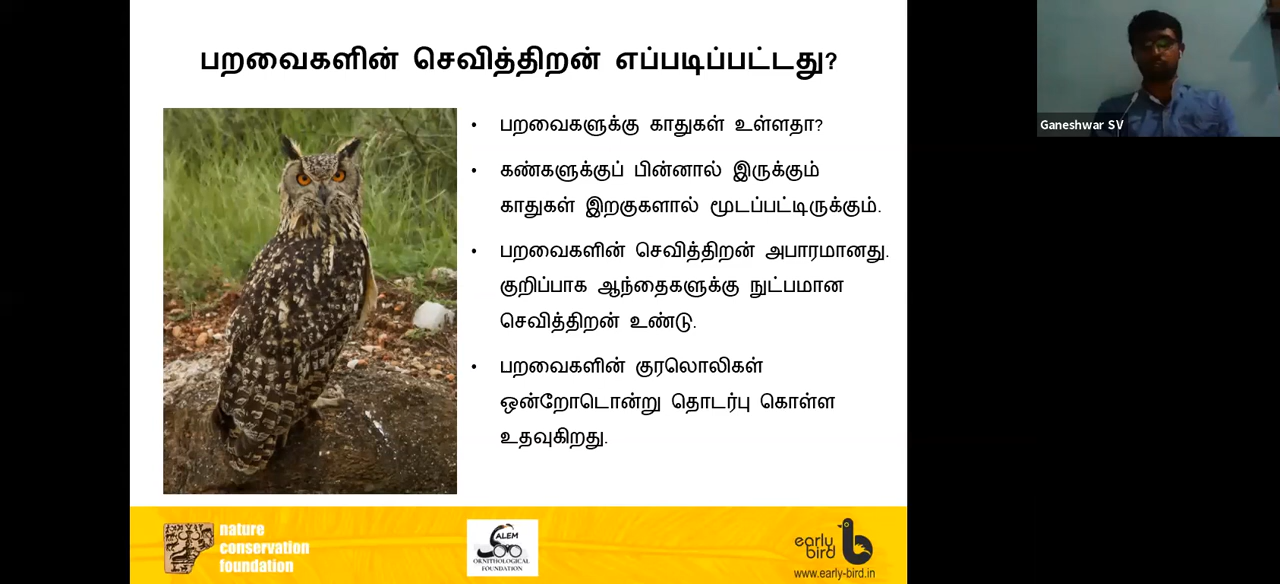 பறவைகளின் செவித்திறன் எப்படிப்பட்டது?
Ganeshwar SV
• பறவைகளுக்கு காதுகள் உள்ளதா?
• கண்களுக்குப் பின்னால் இருக்கும்
காதுகள் இறகுகளால் மூடப்பட்டிருக்கும்.
• பறவைகளின் செவித்திறன் அபாரமானது.
குறிப்பாக ஆந்தைகளுக்கு நுட்பமான
செவித்திறன் உண்டு.
• பறவைகளின் குரலொலிகள்
ஒன்றோடொன்று தொடர்பு கொள்ள
உதவுகிறது.
nature
conservation
foundation
SALEM
ORNITHOLOGICAL
FOUNDATION
early
bird
www.early-bird.in